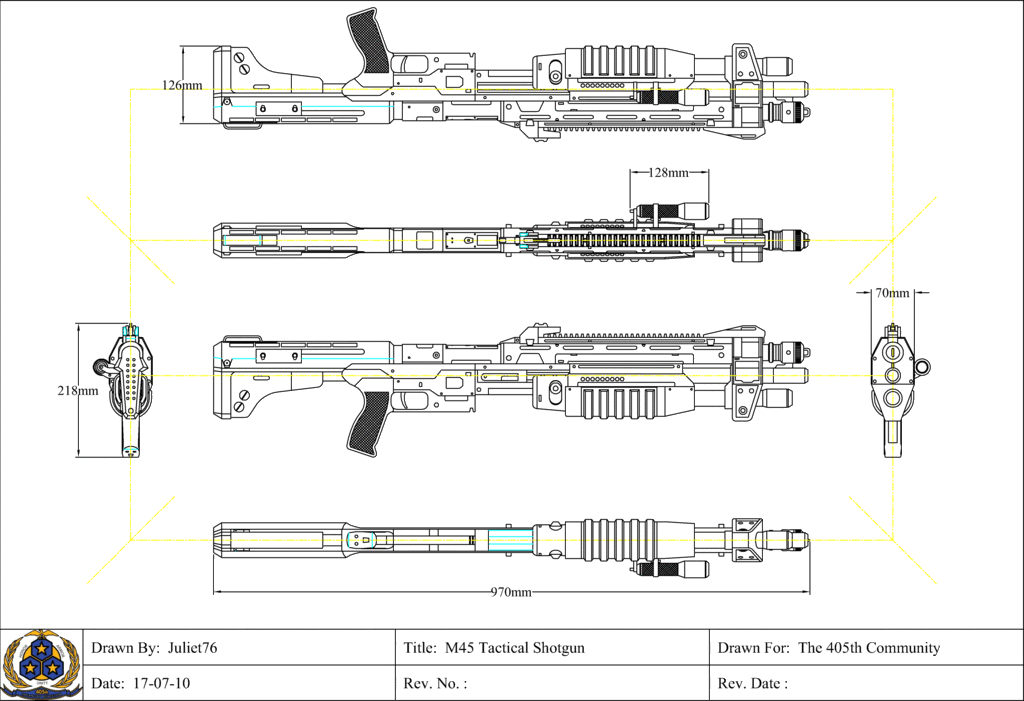 126mm
128mm
70mm
218mm
970mm
Drawn By: Juliet76
Title: M45 Tactical Shotgun
Drawn For: The 405th Community
Date: 17-07-10
Rev. No. :
Rev. Date :
405th